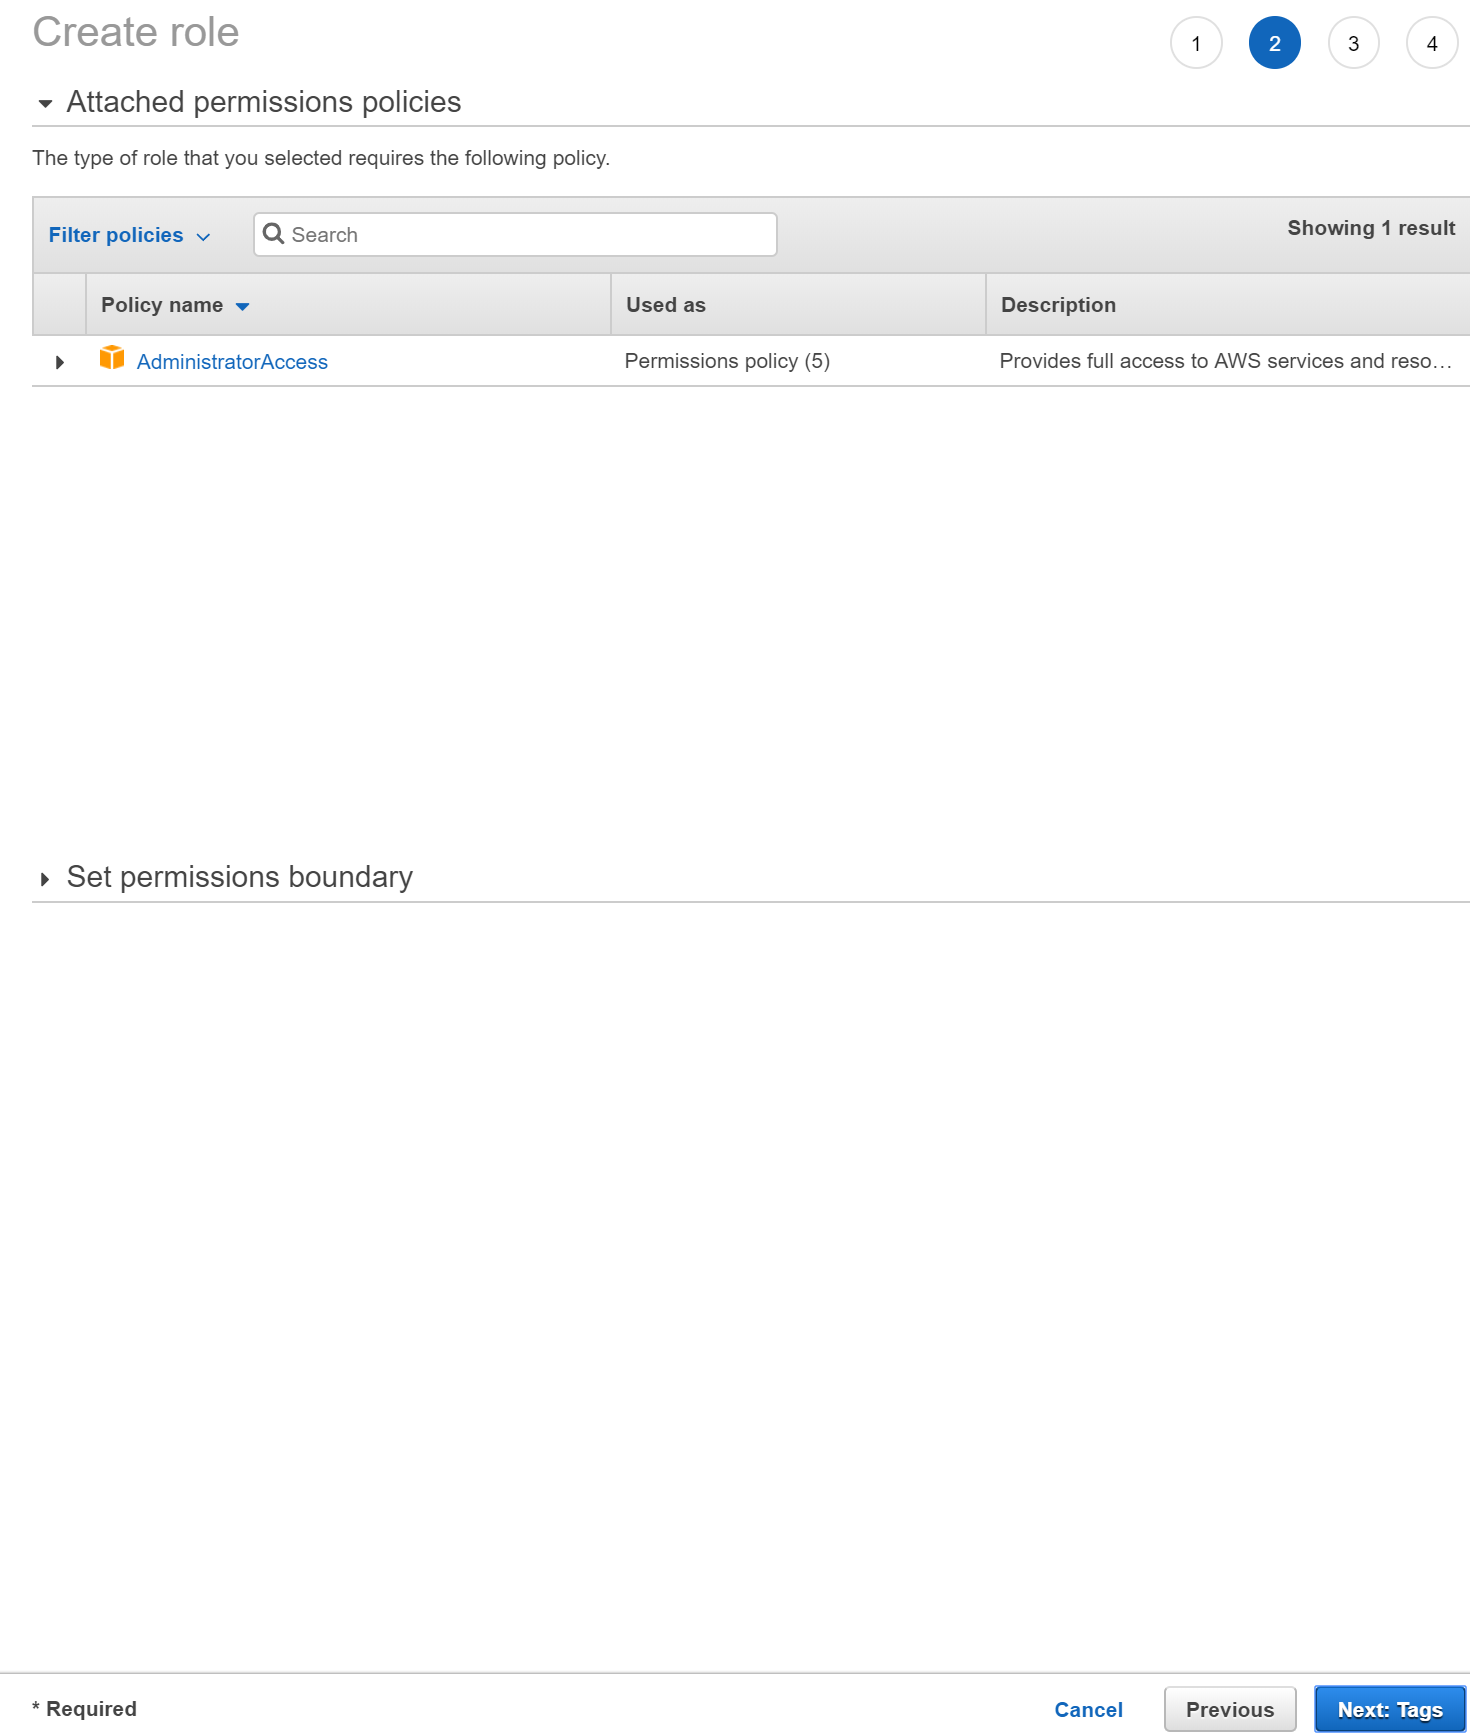 Create role
1 2 3 4
Attached permissions policies
The type of role that you selected requires the following policy.
Filter policies Search Showing 1 result
Policy name Used as Description
AdministratorAccess Permissions policy (5) Provides full access to AWS services and reso…
Set permissions boundary
* Required Cancel Previous Next: Tags